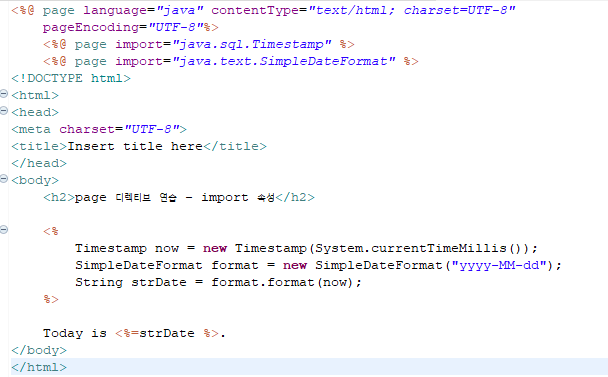 <%@ page language="java" contentType="text/html; charset=UTF-8"
    pageEncoding="UTF-8"%>
    <%@ page import="java.sql.Timestamp" %>
    <%@ page import="java.text.SimpleDateFormat" %>
<!DOCTYPE html>
<html>
<head>
<meta charset="UTF-8">
<title>Insert title here</title>
</head>
<body>
    <h2>page 디렉티브 연습 - import 속성</h2>
    <%
        Timestamp now = new Timestamp(System.currentTimeMillis());
        SimpleDateFormat format = new SimpleDateFormat("yyyy-MM-dd");
        String strDate = format.format(now);
    %>
    Today is <%=strDate %>.
</body>
</html>